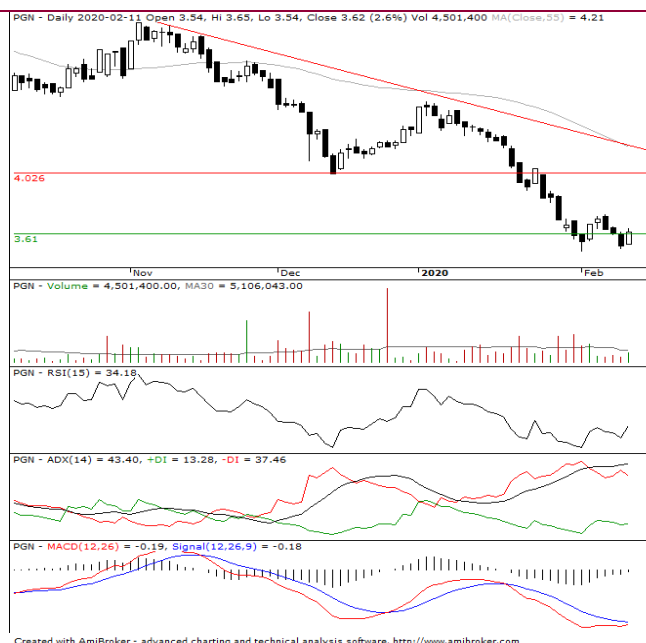 PGN - Daily 2020-02-11 Open 3.54, Hi 3.65, Lo 3.54, Close 3.62 (2.6%) Vol 4,501,400 MA(Close,55) = 4.21
4.026
3.61
Nov Dec 2020 Feb
PGN - Volume = 4,501,400.00, MA30 = 5,106,043.00
PGN - RSI(15) = 34.18
PGN - ADX(14) = 43.40, +DI = 13.28, -DI = 37.46
PGN - MACD(12,26) = -0.19, Signal(12,26,9) = -0.18
Created with AmiBroker - advanced charting and technical analysis software. http://www.amibroker.com